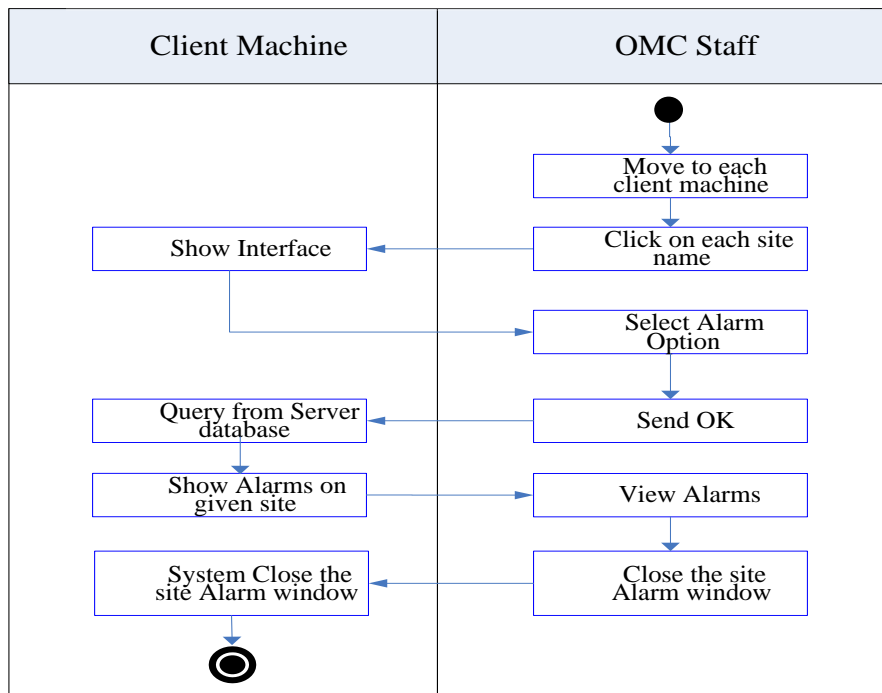 Client Machine
OMC Staff
Move to each
client machine
Click on each site
name
Show Interface
Select Alarm
Option
Send OK
Query from Server
database
Show Alarms on
given site
View Alarms
Close the site
Alarm window
System Close the
site Alarm window